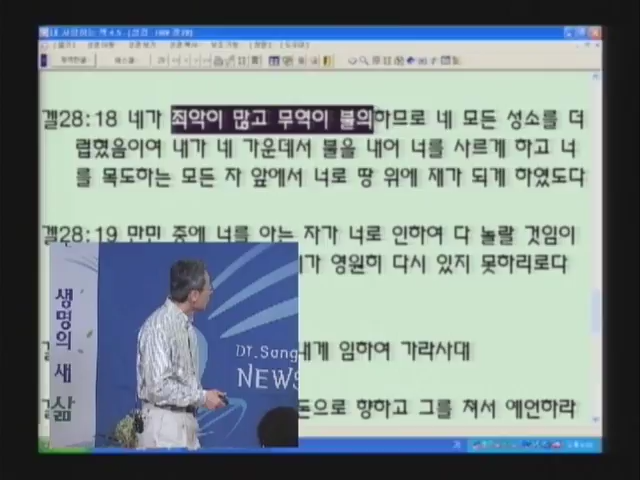 겔28:18 네가 죄악이 많고 무역이 불의하므로 네 모든 성소를 더
럽혔음이여 내가 네 가운데서 불을 내어 너를 사르게 하고 너
를 목도하는 모든 자 앞에서 너로 땅 위에 재가 되게 하였도다
겔28:19 만민 중에 너를 아는 자가 너로 인하여 다 놀랄 것임이
영원히 다시 있지 못하리로다
임하여 가라사대
향하고 그를 쳐서 예언하라
생명의 새 삶
Dr. Sang
NEWS